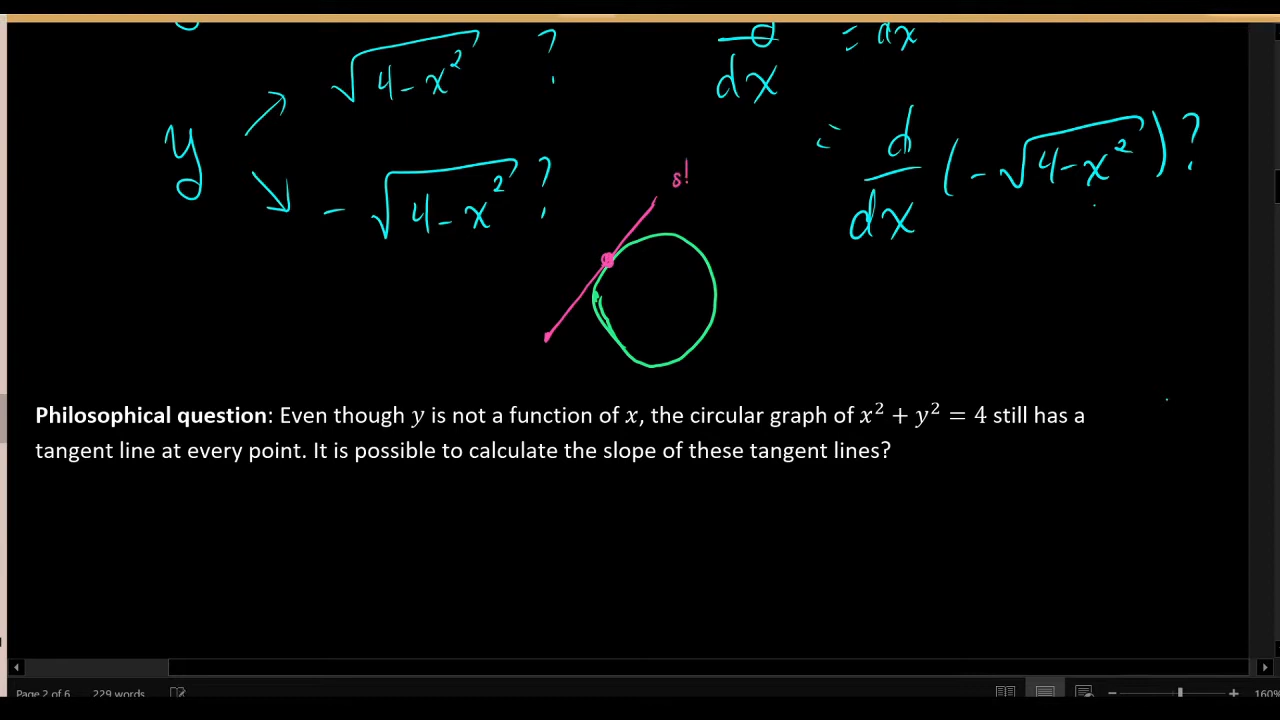 √4-x² ?
dx
= dx
y
-√4-x² ?
= d/dx (-√4-x²)?
s!
Philosophical question: Even though y is not a function of x, the circular graph of x² + y² = 4 still has a
tangent line at every point. It is possible to calculate the slope of these tangent lines?
Page 2 of 6 229 words
160%